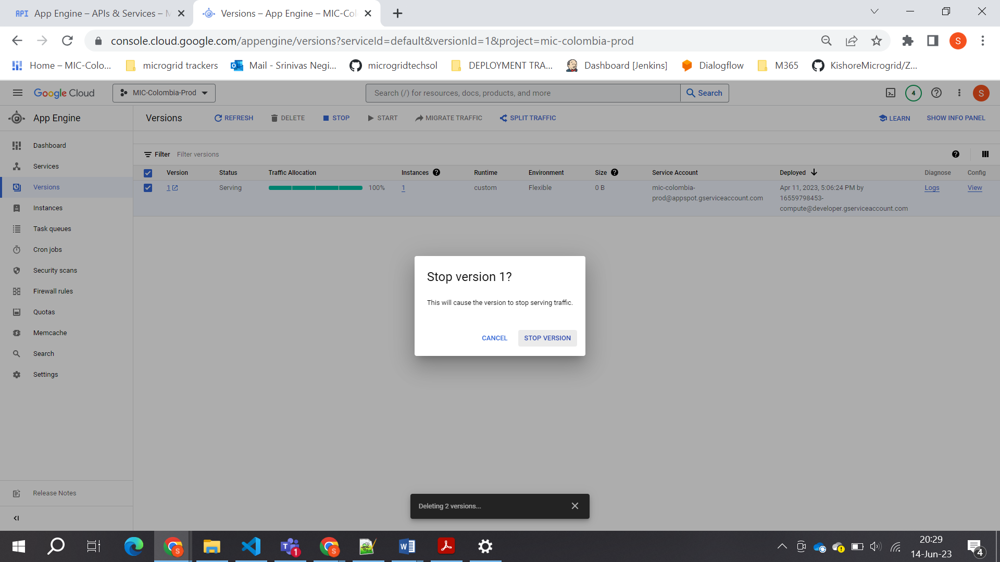 API App Engine – APIs & Services – M
Versions – App Engine – MIC-Col
console.cloud.google.com/appengine/versions?serviceId=default&versionId=1&project=mic-colombia-prod
S
Home – MIC-Colo...
microgrid trackers
Mail - Srinivas Negi...
microgridtechsol
DEPLOYMENT TRA...
Dashboard [Jenkins]
Dialogflow
M365
KishoreMicrogrid/Z...
Google Cloud
MIC-Colombia-Prod
Search (/) for resources, docs, products, and more
Search
4
S
App Engine
Versions
REFRESH
DELETE
STOP
START
MIGRATE TRAFFIC
SPLIT TRAFFIC
LEARN
SHOW INFO PANEL
Dashboard
Services
Versions
Instances
Task queues
Cron jobs
Security scans
Firewall rules
Quotas
Memcache
Search
Settings
Release Notes
Filter Filter versions
Version Status Traffic Allocation Instances Runtime Environment Size Service Account Deployed Diagnose Config
1 Serving 100% 1 custom Flexible 0 B mic-colombia- Apr 11, 2023, 5:06:24 PM by Logs View
prod@appspot.gserviceaccount.com 16559798453-
compute@developer.gserviceaccount.com
Stop version 1?
This will cause the version to stop serving traffic.
CANCEL
STOP VERSION
Deleting 2 versions...
S
T
1
S
W
20:29
14-Jun-23
4